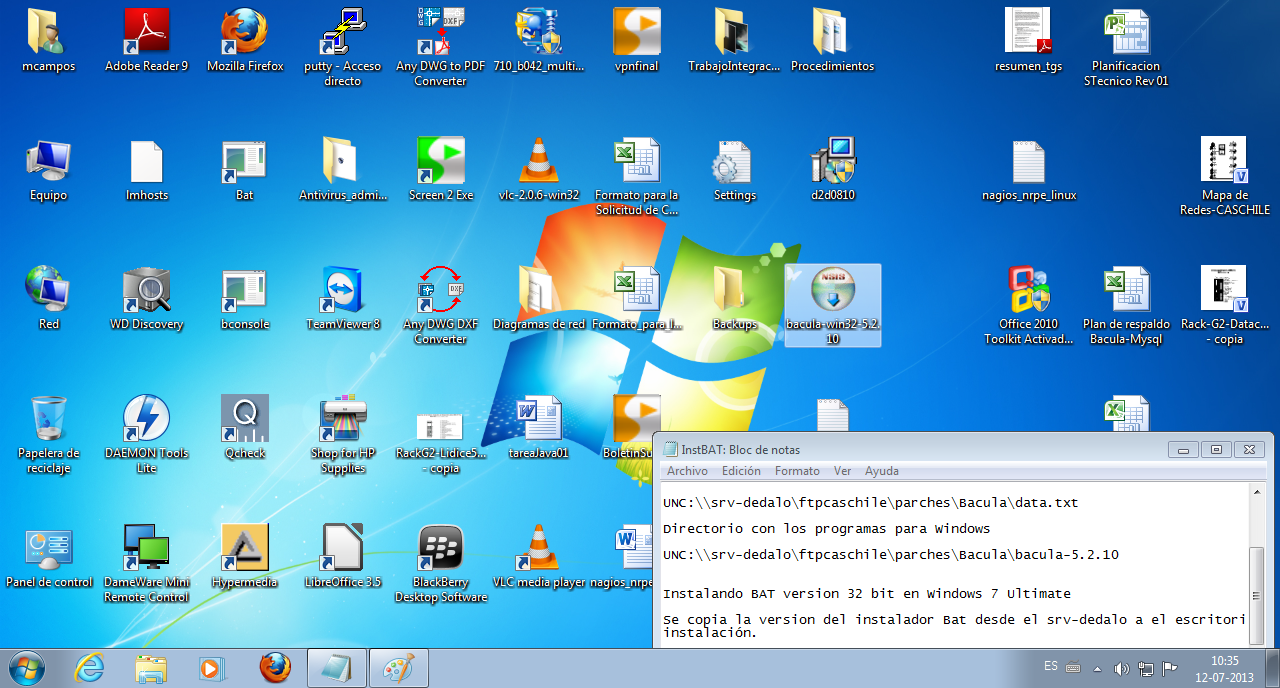 mcampos
Adobe Reader 9
Mozilla Firefox
putty - Acceso
directo
Any DWG to PDF
Converter
710_b042_multi...
vpnfinal
TrabajoIntegrac...
Procedimientos
resumen_tgs
Planificacion
STecnico Rev 01
Equipo
lmhosts
Bat
Antivirus_admi...
Screen 2 Exe
vlc-2.0.6-win32
Formato para la
Solicitud de C...
Settings
d2d0810
nagios_nrpe_linux
Mapa de
Redes-CASCHILE
Red
WD Discovery
bconsole
TeamViewer 8
Any DWG DXF
Converter
Diagramas de red
Formato_para_l...
Backups
NSIS
bacula-win32-5.2.
10
Office 2010
Toolkit Activad...
Plan de respaldo
Bacula-Mysql
Rack-G2-Datac...
- copia
Papelera de
reciclaje
DAEMON Tools
Lite
Qcheck
Shop for HP
Supplies
RackG2-Lidice5...
- copia
tareaJava01
BoletinSu
Panel de control
DameWare Mini
Remote Control
Hypermedia
LibreOffice 3.5
BlackBerry
Desktop Software
VLC media player
nagios_nrpe
InstBAT: Bloc de notas
Archivo Edición Formato Ver Ayuda
UNC:\\srv-dedalo\ftpcaschile\parches\Bacula\data.txt
Directorio con los programas para Windows
UNC:\\srv-dedalo\ftpcaschile\parches\Bacula\bacula-5.2.10
Instalando BAT version 32 bit en Windows 7 Ultimate
Se copia la version del instalador Bat desde el srv-dedalo a el escritori
instalación.
ES
10:35
12-07-2013